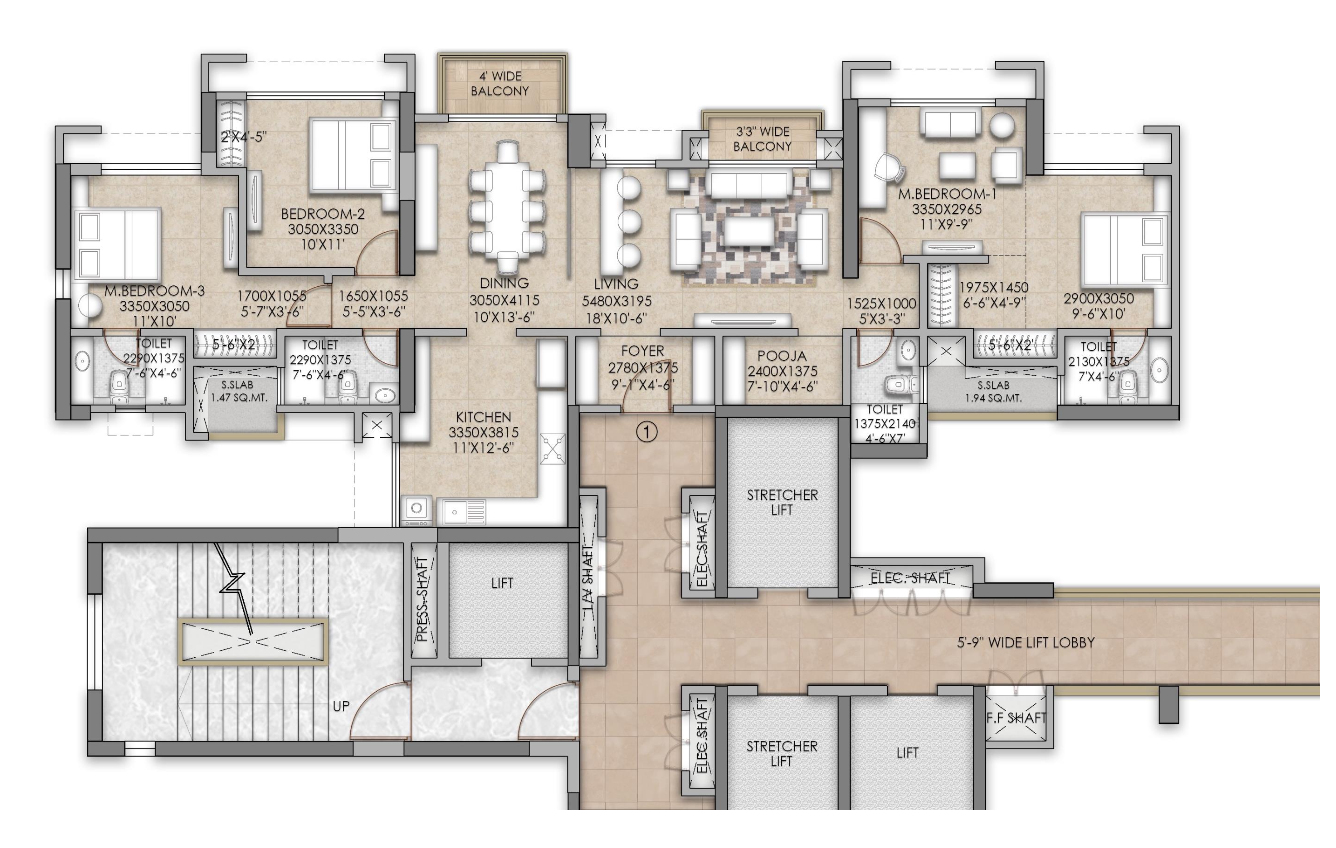 4' WIDE
BALCONY
3'3" WIDE
BALCONY
2'X4'-5"
BEDROOM-2
3050X3350
10'X11'
M.BEDROOM-1
3350X2965
11'X9'-9"
M.BEDROOM-3
3350X3050
11'X10'
1700X1055
5'-7"X3'-6"
1650X1055
5'-5"X3'-6"
DINING
3050X4115
10'X13'-6"
LIVING
5480X3195
18'X10'-6"
1525X1000
5'X3'-3"
1975X1450
6'-6"X4'-9"
2900X3050
9'-6"X10'
TOILET
2290X1375
7'-6"X4'-6"
5'-6"X2'
TOILET
2290X1375
7'-6"X4'-6"
S.SLAB
1.47 SQ.MT.
FOYER
2780X1375
9'-1"X4'-6"
POOJA
2400X1375
7'-10"X4'-6"
5'-6"X2'
TOILET
2130X1375
7'X4'-6"
S.SLAB
1.94 SQ.MT.
TOILET
1375X2140
4'-6"X7'
KITCHEN
3350X3815
11'X12'-6"
1
STRETCHER
LIFT
LIFT
PRESS.SHAFT
L.V SHAFT
ELEC.SHAFT
ELEC. SHAFT
5'-9" WIDE LIFT LOBBY
UP
ELEC.SHAFT
STRETCHER
LIFT
LIFT
F.F SHAFT